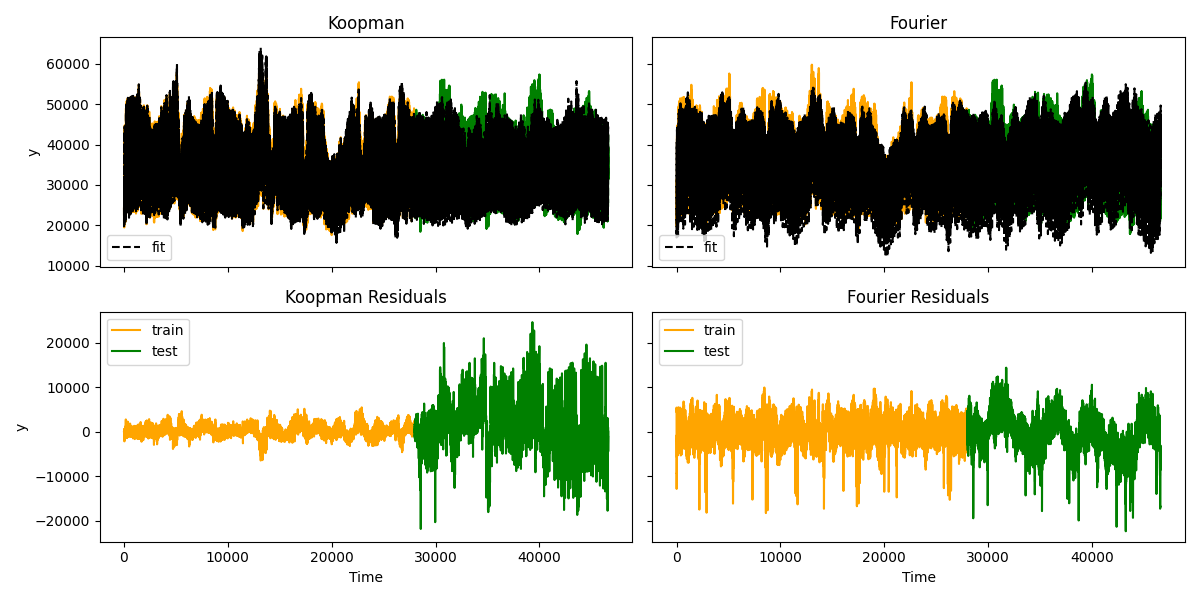 Koopman
Fourier
y
60000
50000
40000
30000
20000
10000
fit
fit
Koopman Residuals
Fourier Residuals
y
20000
10000
0
−10000
−20000
train
test
train
test
0 10000 20000 30000 40000
0 10000 20000 30000 40000
Time
Time